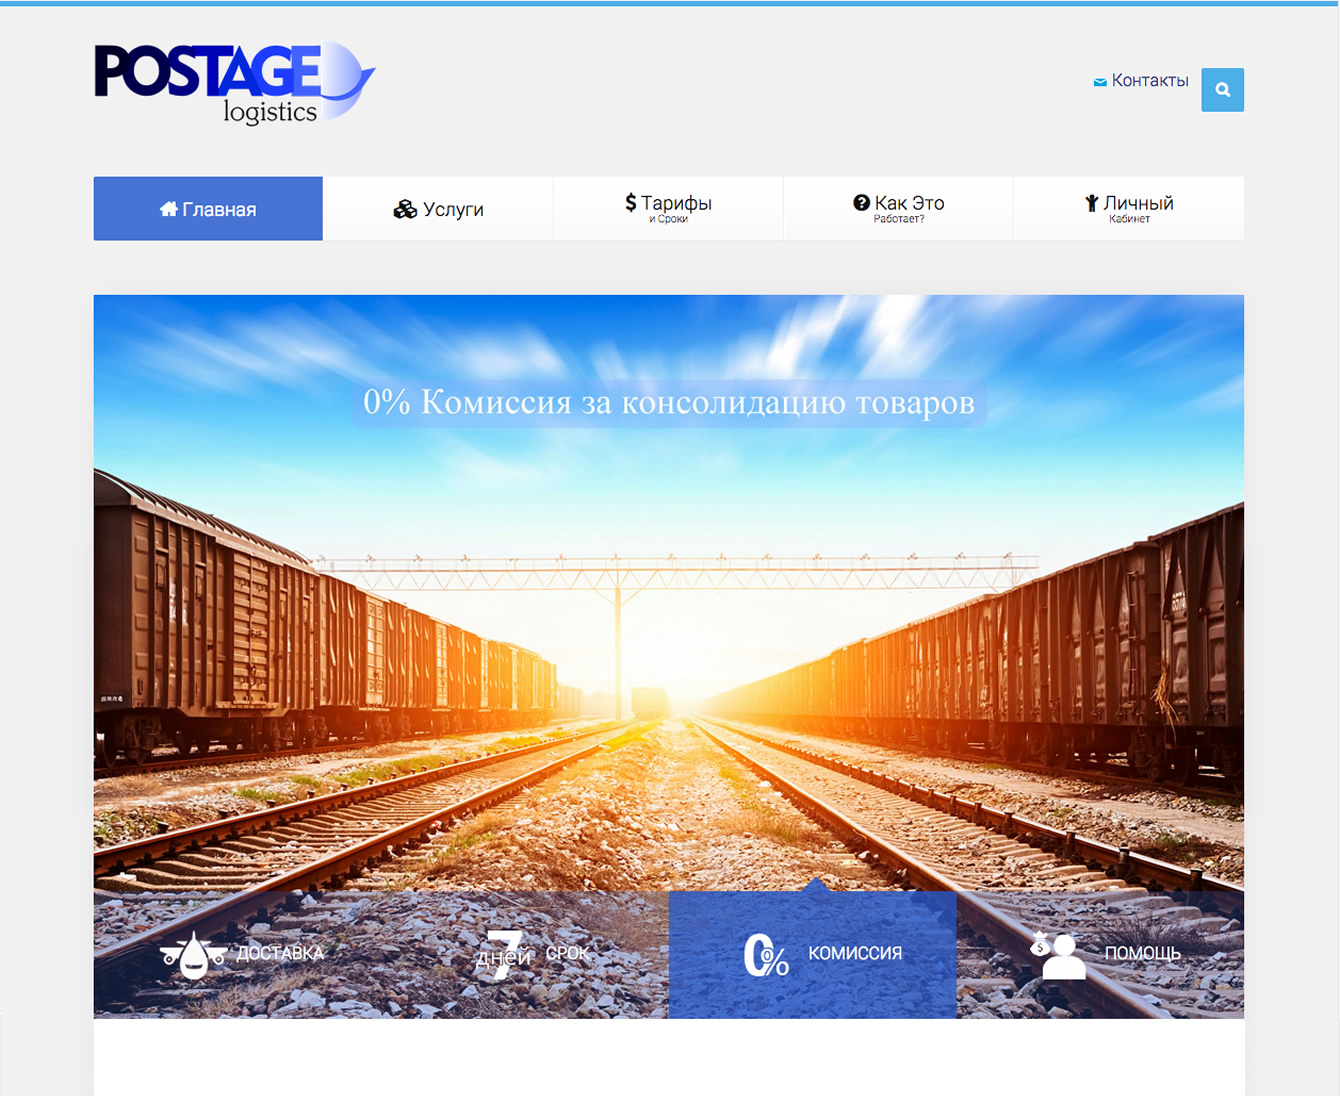 POSTAGE
logistics
Контакты
Главная
Услуги
$ Тарифы
и Сроки
Как Это
Работает?
Личный
Кабинет
0% Комиссия за консолидацию товаров
ДОСТАВКА
7
дней
СРОК
0%
КОМИССИЯ
$
ПОМОЩЬ